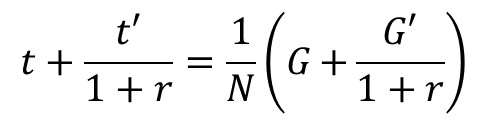 t + t′/(1 + r) = 1/N (G + G′/(1 + r))